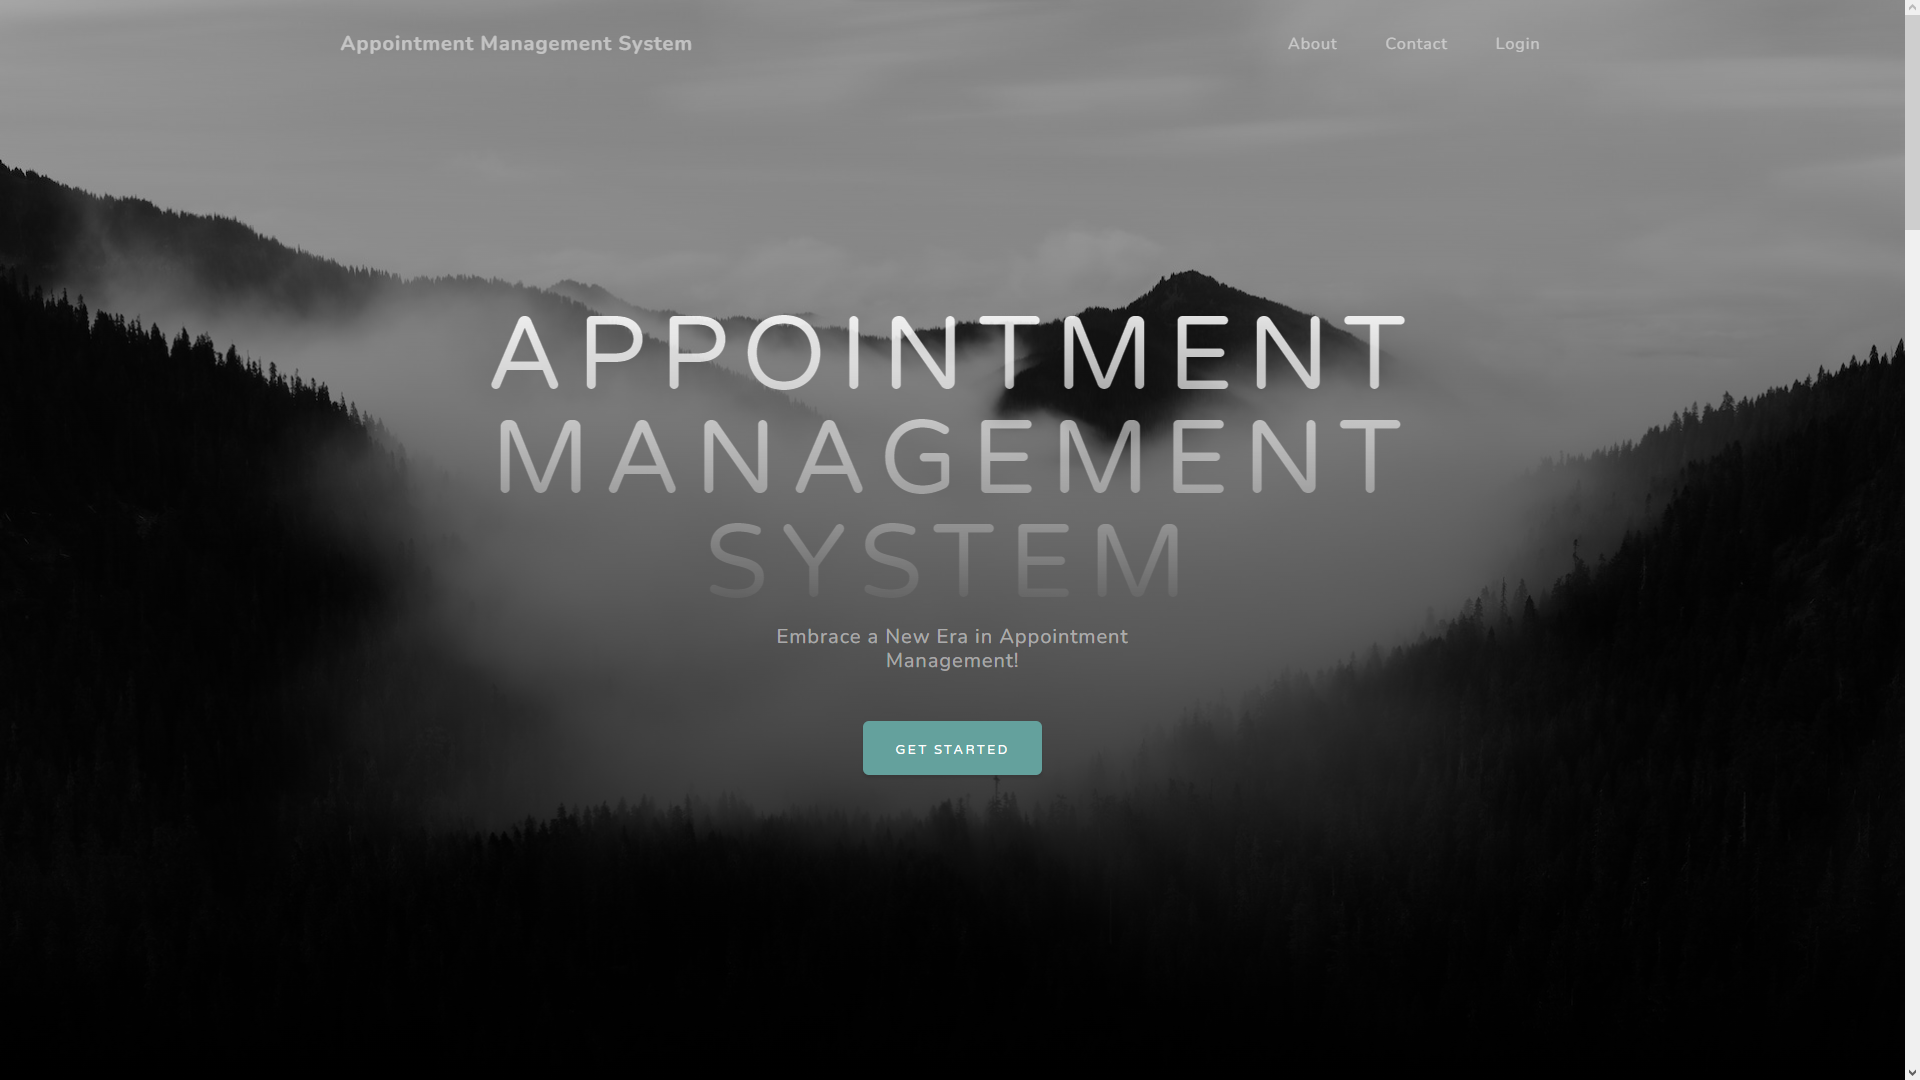 Appointment Management System
About
Contact
Login
APPOINTMENT
MANAGEMENT
SYSTEM
Embrace a New Era in Appointment
Management!
GET STARTED